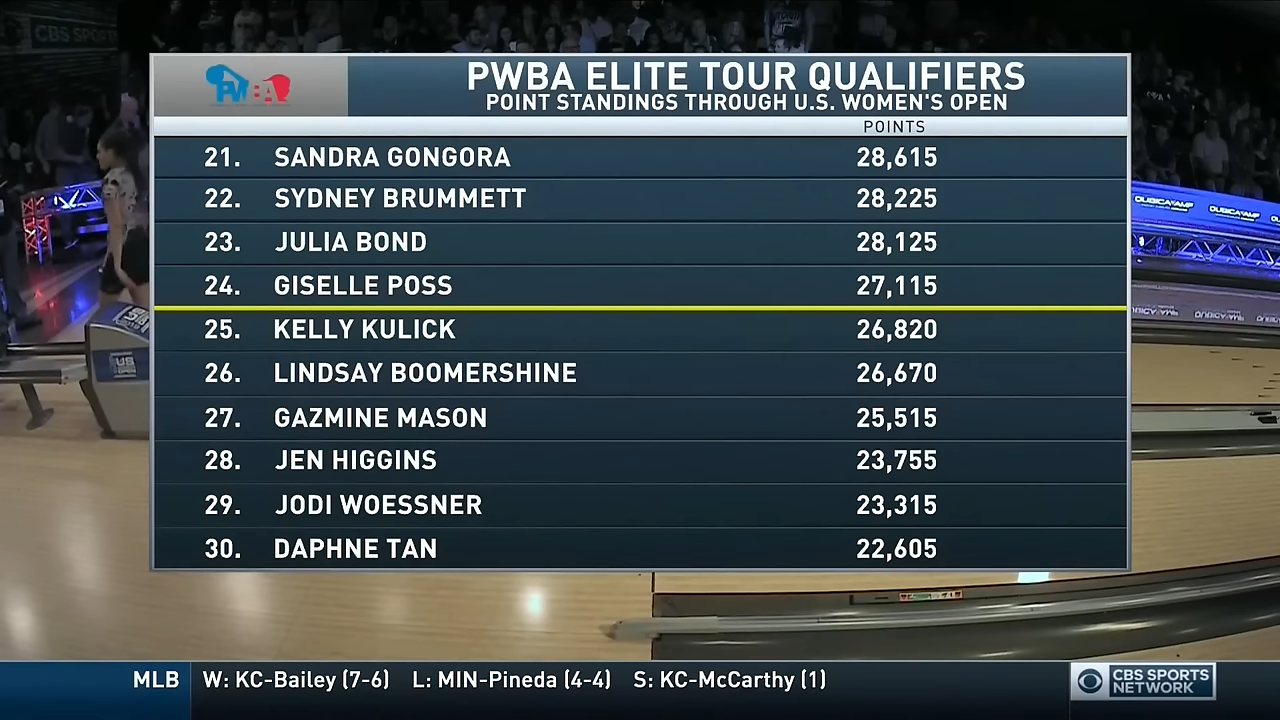 CBS SPORTS
PWBA
PWBA ELITE TOUR QUALIFIERS
POINT STANDINGS THROUGH U.S. WOMEN'S OPEN
POINTS
21. SANDRA GONGORA 28,615
22. SYDNEY BRUMMETT 28,225
23. JULIA BOND 28,125
24. GISELLE POSS 27,115
25. KELLY KULICK 26,820
26. LINDSAY BOOMERSHINE 26,670
27. GAZMINE MASON 25,515
28. JEN HIGGINS 23,755
29. JODI WOESSNER 23,315
30. DAPHNE TAN 22,605
US
OPEN
MLB W: KC-Bailey (7-6) L: MIN-Pineda (4-4) S: KC-McCarthy (1)
CBS SPORTS
NETWORK